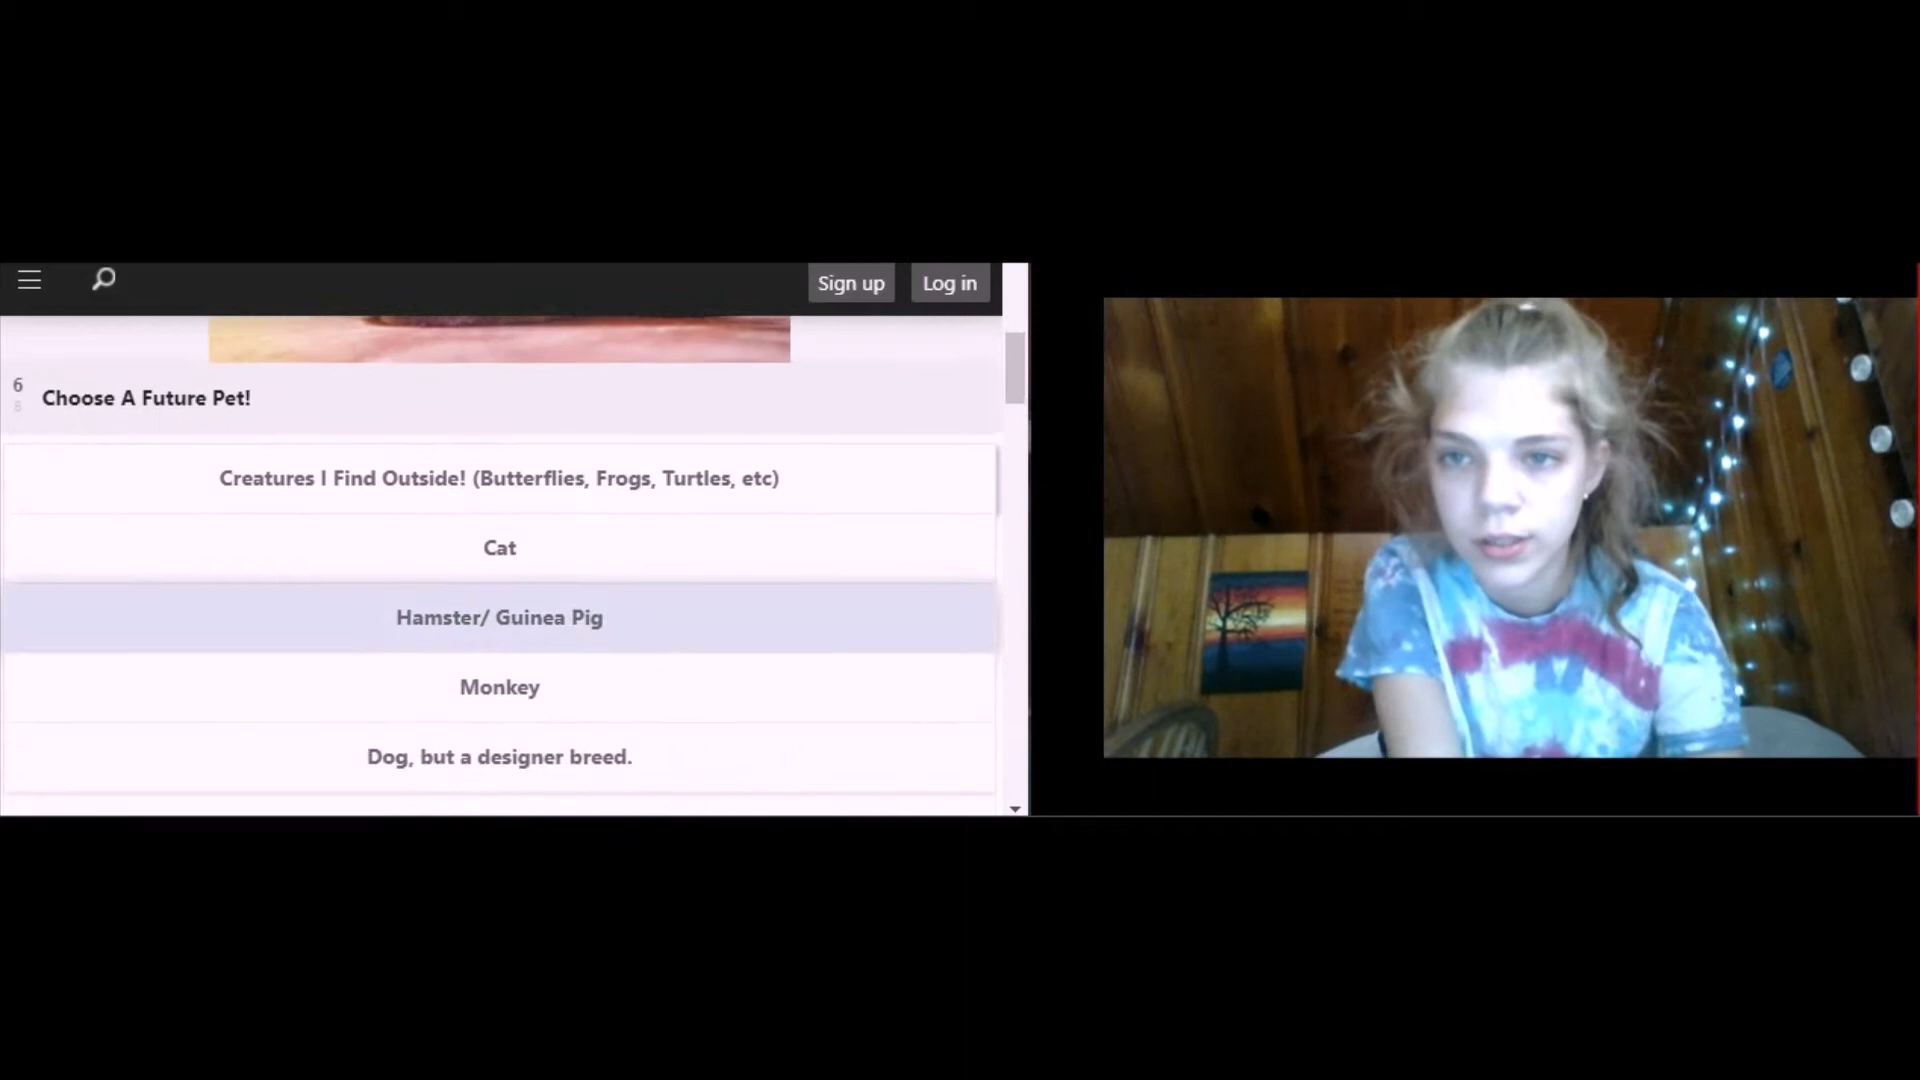 Sign up
Log in
6
Choose A Future Pet!
Creatures I Find Outside! (Butterflies, Frogs, Turtles, etc)
Cat
Hamster/ Guinea Pig
Monkey
Dog, but a designer breed.